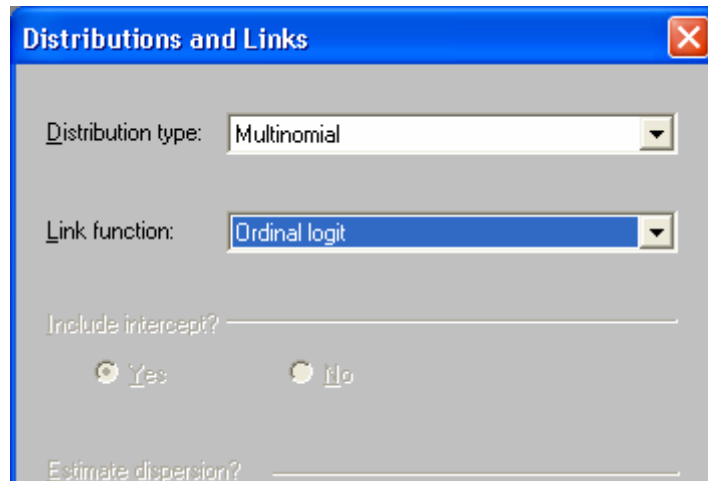 Distributions and Links
Distribution type: Multinomial
Link function: Ordinal logit
Include intercept?
Yes No
Estimate dispersion?